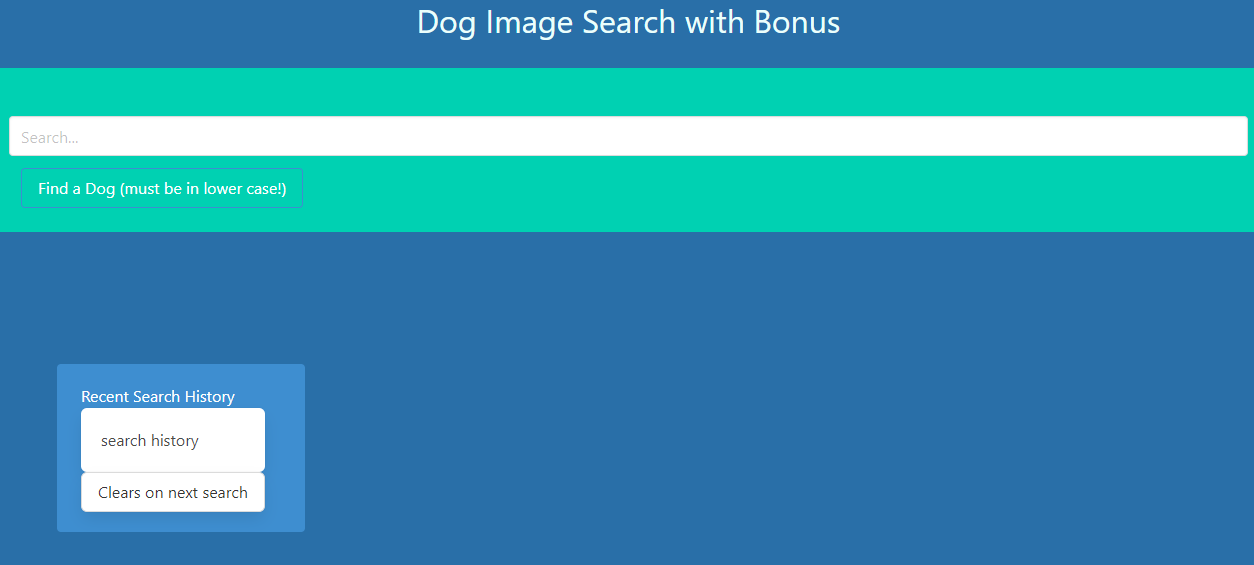 Dog Image Search with Bonus
Search...
Find a Dog (must be in lower case!)
Recent Search History
search history
Clears on next search